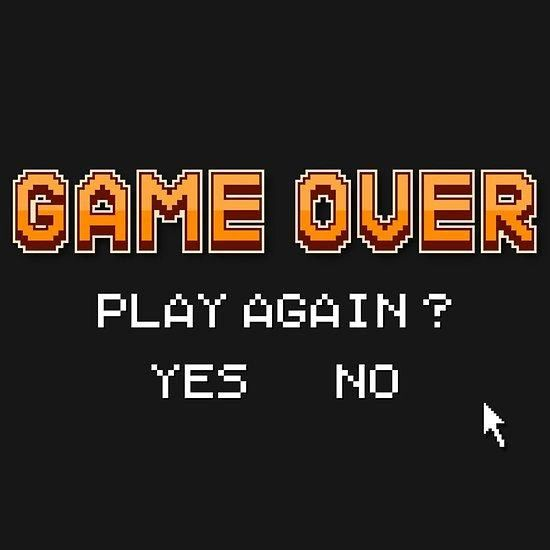 GAME OVER
PLAY AGAIN ?
YES NO